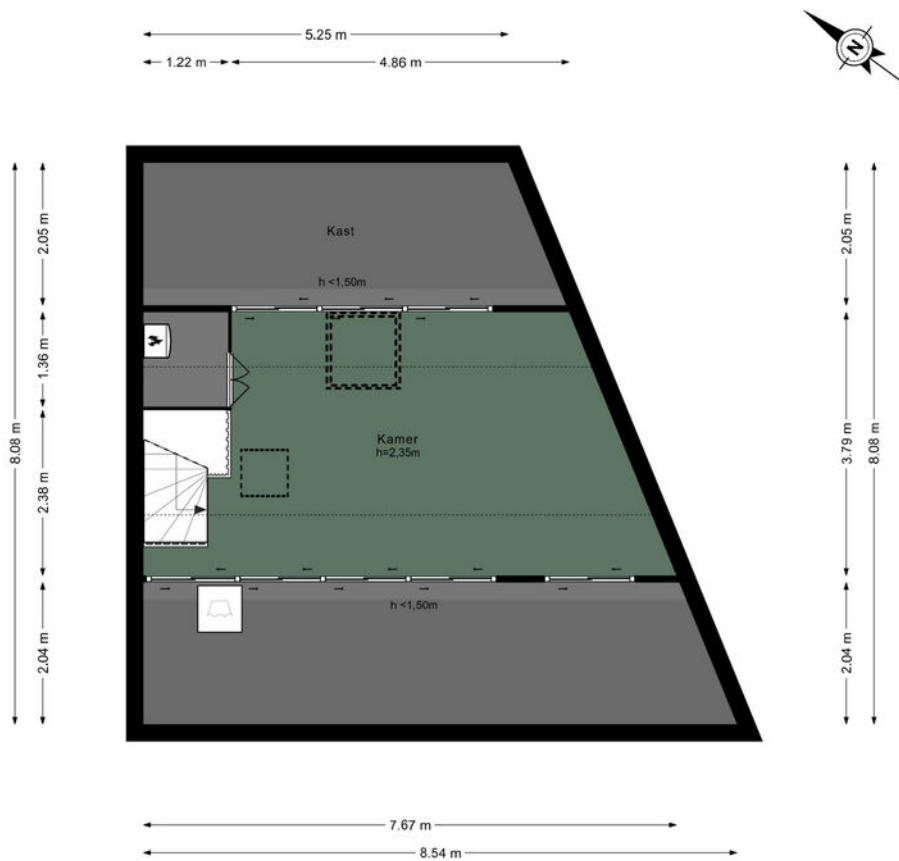 5.25 m
1.22 m
4.86 m
N
8.08 m
2.05 m
1.36 m
2.38 m
2.04 m
Kast
h <1,50m
Kamer
h=2,35m
h <1,50m
2.05 m
3.79 m
2.04 m
8.08 m
7.67 m
8.54 m